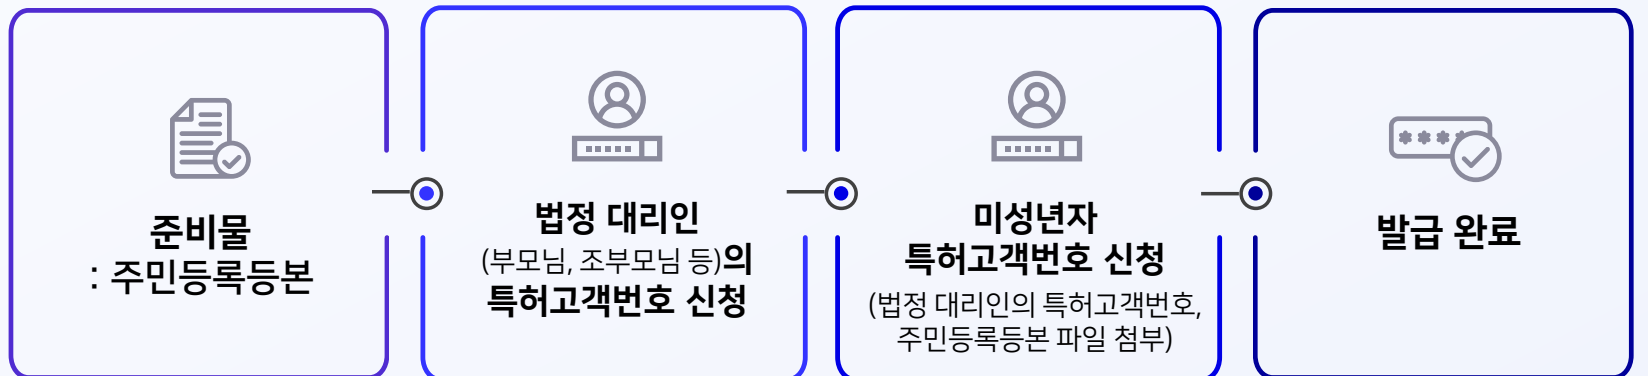 준비물
: 주민등록등본
법정 대리인
(부모님, 조부모님 등)의
특허고객번호 신청
미성년자
특허고객번호 신청
(법정 대리인의 특허고객번호,
주민등록등본 파일 첨부)
****
발급 완료